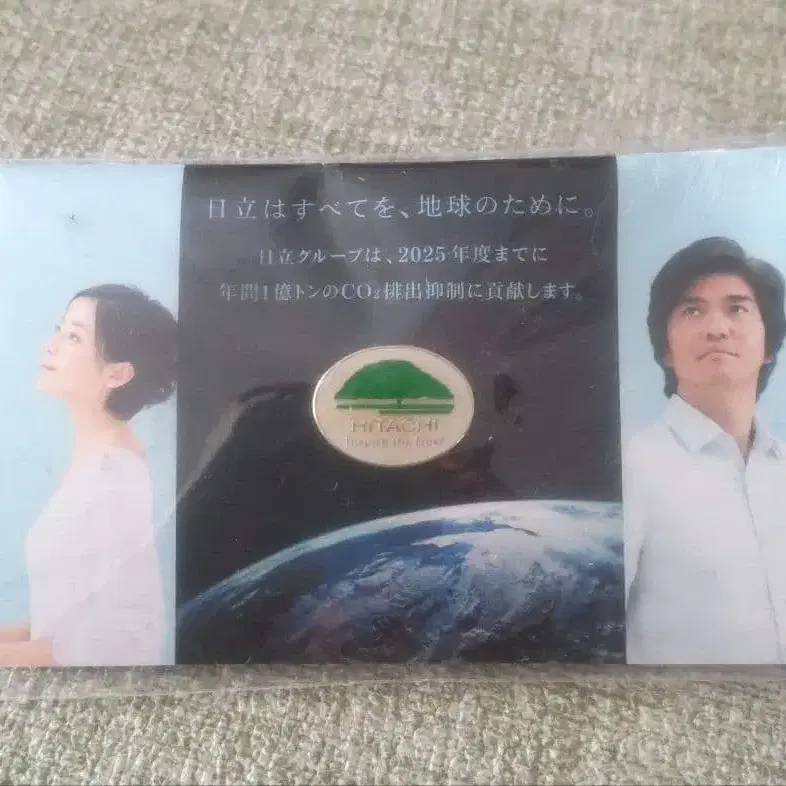 日立はすべてを、地球のために。
日立グループは、2025年度までに
年間1億トンのCO₂排出抑制に貢献します。
HITACHI
Inspire the Next